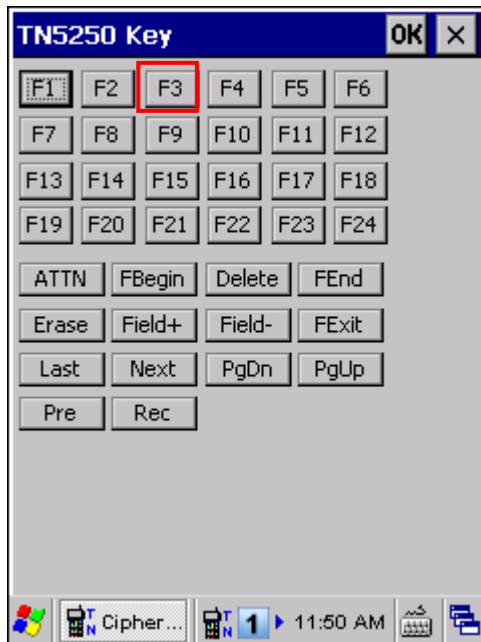 TN5250 Key OK ×
F1 F2 F3 F4 F5 F6
F7 F8 F9 F10 F11 F12
F13 F14 F15 F16 F17 F18
F19 F20 F21 F22 F23 F24
ATTN FBegin Delete FEnd
Erase Field+ Field- FExit
Last Next PgDn PgUp
Pre Rec
TN Cipher... TN 1 11:50 AM